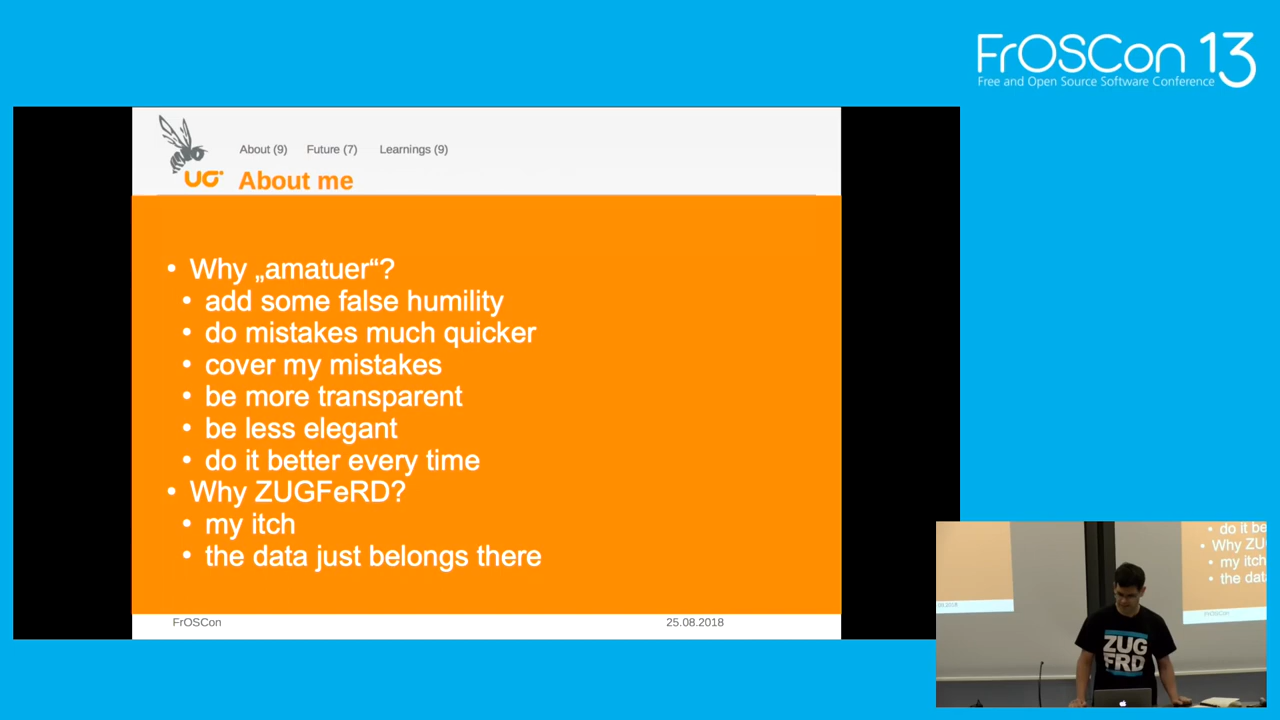 FrOSCon 13
Free and Open Source Software Conference
About (9) Future (7) Learnings (9)
UG
About me
• Why „amatuer“?
• add some false humility
• do mistakes much quicker
• cover my mistakes
• be more transparent
• be less elegant
• do it better every time
• Why ZUGFeRD?
• my itch
• the data just belongs there
FrOSCon 25.08.2018
• do it be
• Why ZU
• my itch
• the dat
FrOSCon
ZUG
FRD